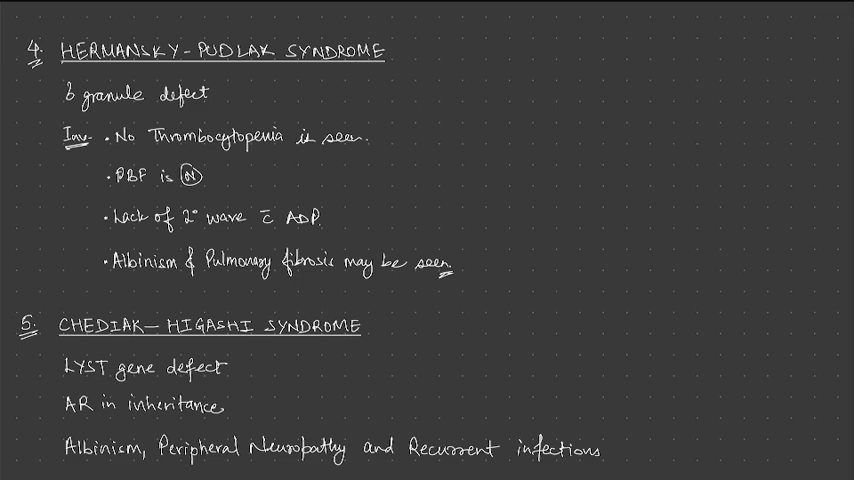 4. HERMANSKY-PUDLAK SYNDROME
δ granule defect
Inv- • No Thrombocytopenia is seen.
• PBF is Ⓝ
• Lack of 2° wave c̄ ADP.
• Albinism & Pulmonary fibrosis may be seen
5. CHEDIAK-HIGASHI SYNDROME
LYST gene defect
AR in inheritance
Albinism, Peripheral Neuropathy and Recurrent infections